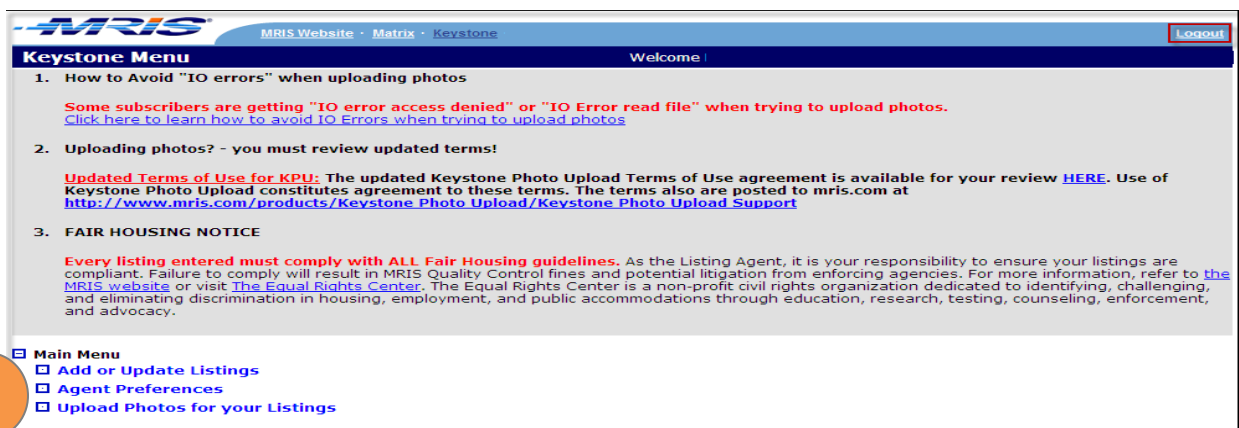 MRIS
MRIS Website · Matrix · Keystone
Logout
Keystone Menu
Welcome
1. How to Avoid "IO errors" when uploading photos
Some subscribers are getting "IO error access denied" or "IO Error read file" when trying to upload photos.
Click here to learn how to avoid IO Errors when trying to upload photos
2. Uploading photos? - you must review updated terms!
Updated Terms of Use for KPU: The updated Keystone Photo Upload Terms of Use agreement is available for your review HERE. Use of
Keystone Photo Upload constitutes agreement to these terms. The terms also are posted to mris.com at
http://www.mris.com/products/Keystone Photo Upload/Keystone Photo Upload Support
3. FAIR HOUSING NOTICE
Every listing entered must comply with ALL Fair Housing guidelines. As the Listing Agent, it is your responsibility to ensure your listings are
compliant. Failure to comply will result in MRIS Quality Control fines and potential litigation from enforcing agencies. For more information, refer to the
MRIS website or visit The Equal Rights Center. The Equal Rights Center is a non-profit civil rights organization dedicated to identifying, challenging,
and eliminating discrimination in housing, employment, and public accommodations through education, research, testing, counseling, enforcement,
and advocacy.
Main Menu
Add or Update Listings
Agent Preferences
Upload Photos for your Listings